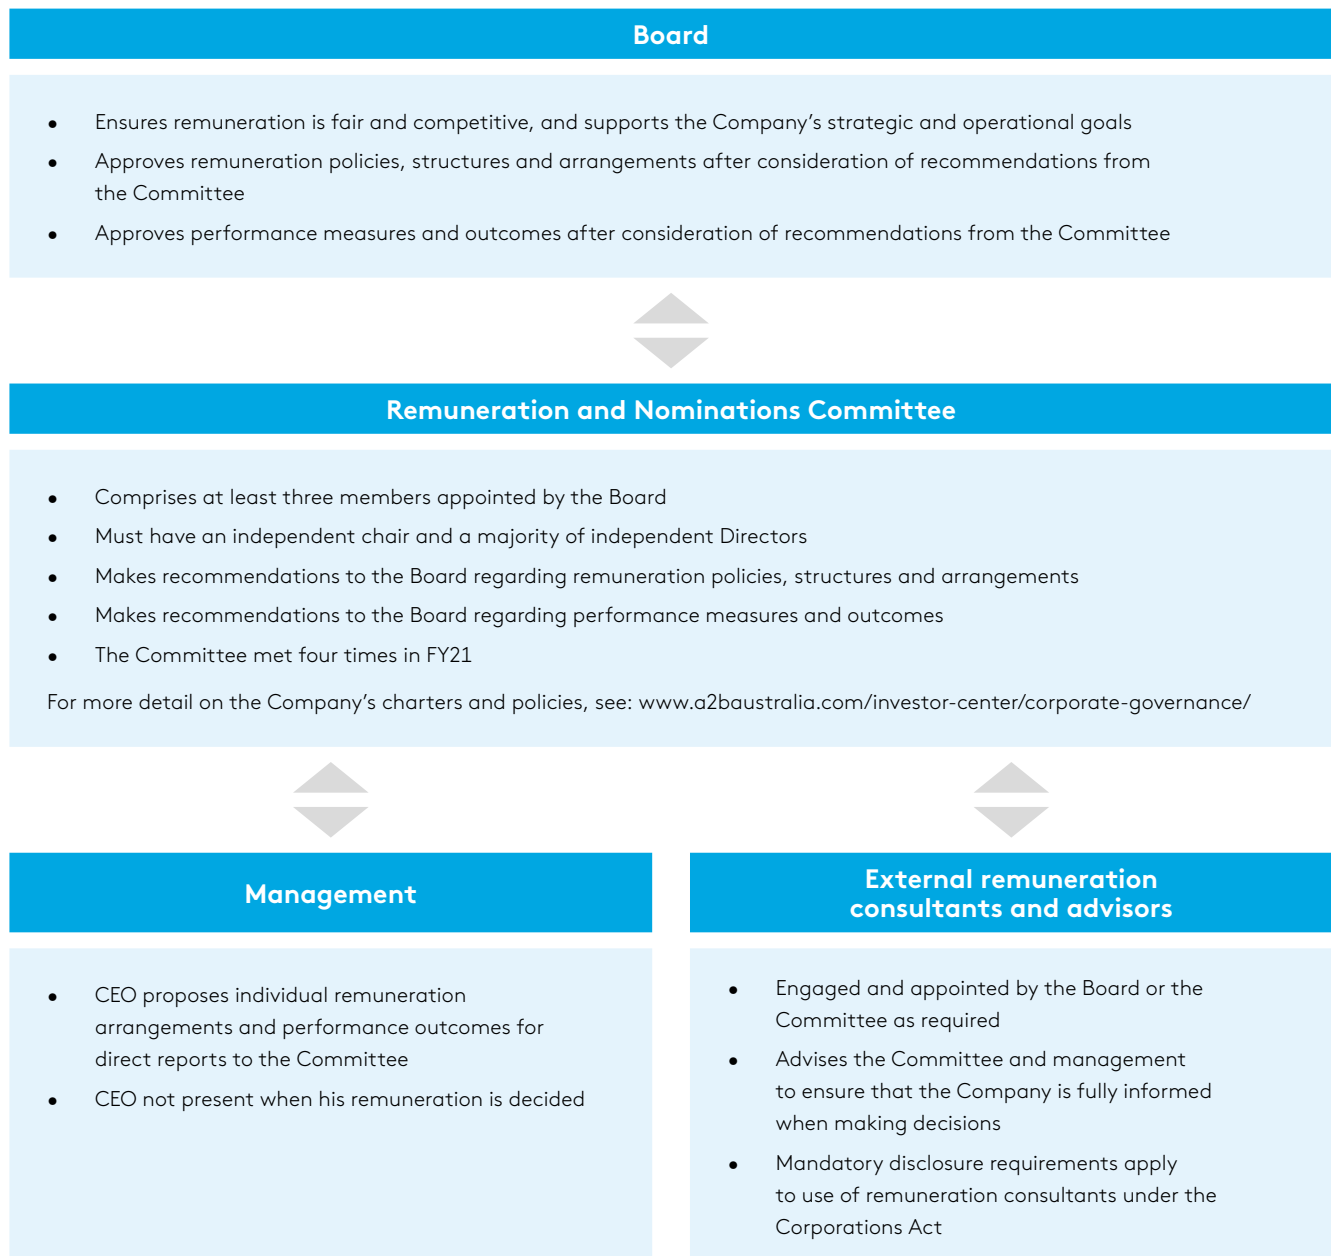 Board
• Ensures remuneration is fair and competitive, and supports the Company’s strategic and operational goals
• Approves remuneration policies, structures and arrangements after consideration of recommendations from
the Committee
• Approves performance measures and outcomes after consideration of recommendations from the Committee
Remuneration and Nominations Committee
• Comprises at least three members appointed by the Board
• Must have an independent chair and a majority of independent Directors
• Makes recommendations to the Board regarding remuneration policies, structures and arrangements
• Makes recommendations to the Board regarding performance measures and outcomes
• The Committee met four times in FY21
For more detail on the Company’s charters and policies, see: www.a2baustralia.com/investor-center/corporate-governance/
Management
• CEO proposes individual remuneration
arrangements and performance outcomes for
direct reports to the Committee
• CEO not present when his remuneration is decided
External remuneration
consultants and advisors
• Engaged and appointed by the Board or the
Committee as required
• Advises the Committee and management
to ensure that the Company is fully informed
when making decisions
• Mandatory disclosure requirements apply
to use of remuneration consultants under the
Corporations Act